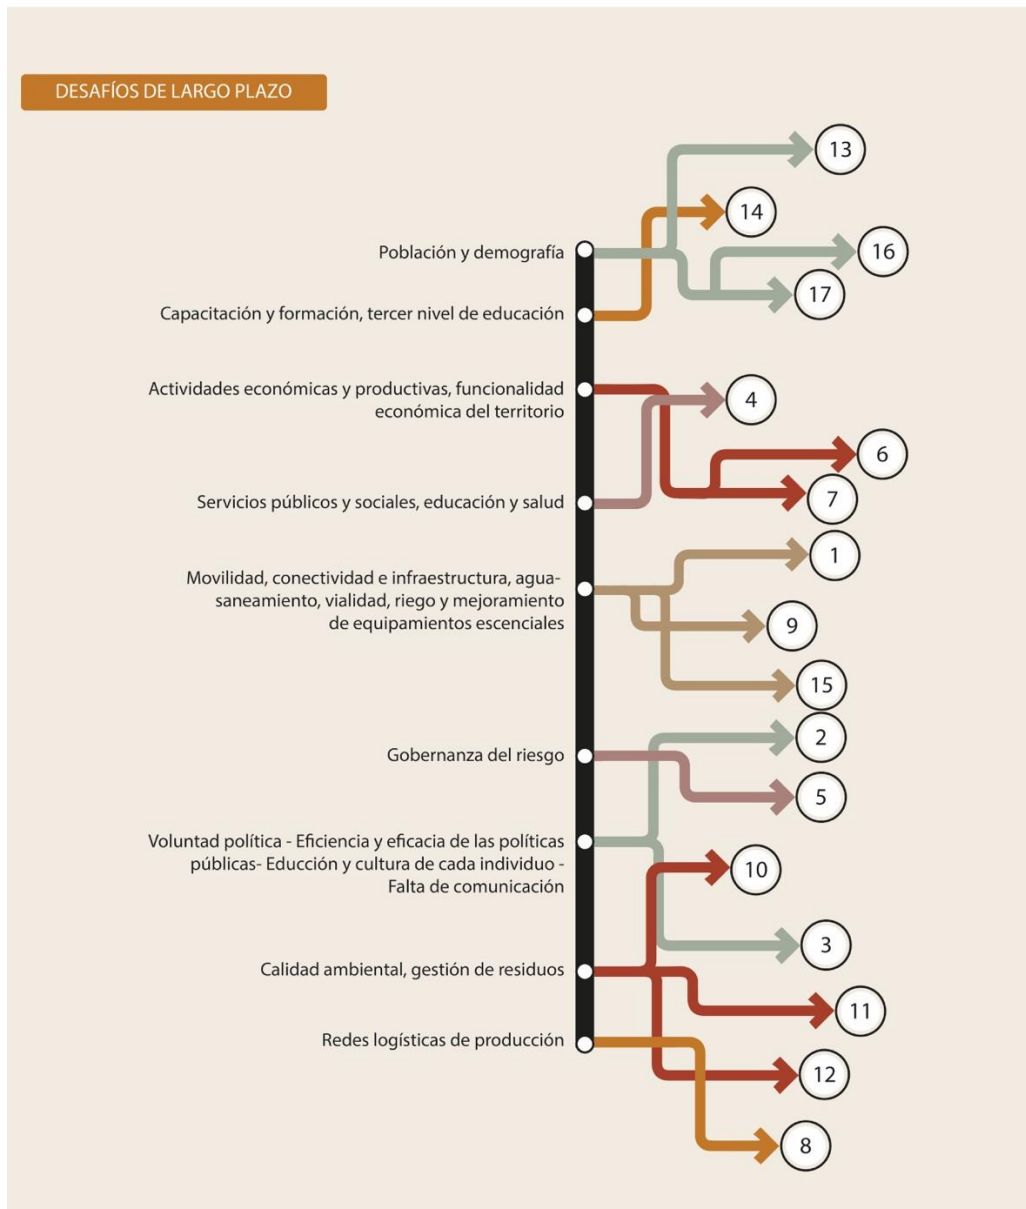 DESAFÍOS DE LARGO PLAZO
13
14
Población y demografía
16
17
Capacitación y formación, tercer nivel de educación
Actividades económicas y productivas, funcionalidad
económica del territorio
4
6
Servicios públicos y sociales, educación y salud
7
1
Movilidad, conectividad e infraestructura, agua-
saneamiento, vialidad, riego y mejoramiento
de equipamientos escenciales
9
15
2
Gobernanza del riesgo
5
Voluntad política - Eficiencia y eficacia de las políticas
públicas- Educción y cultura de cada individuo -
Falta de comunicación
10
3
Calidad ambiental, gestión de residuos
11
Redes logísticas de producción
12
8